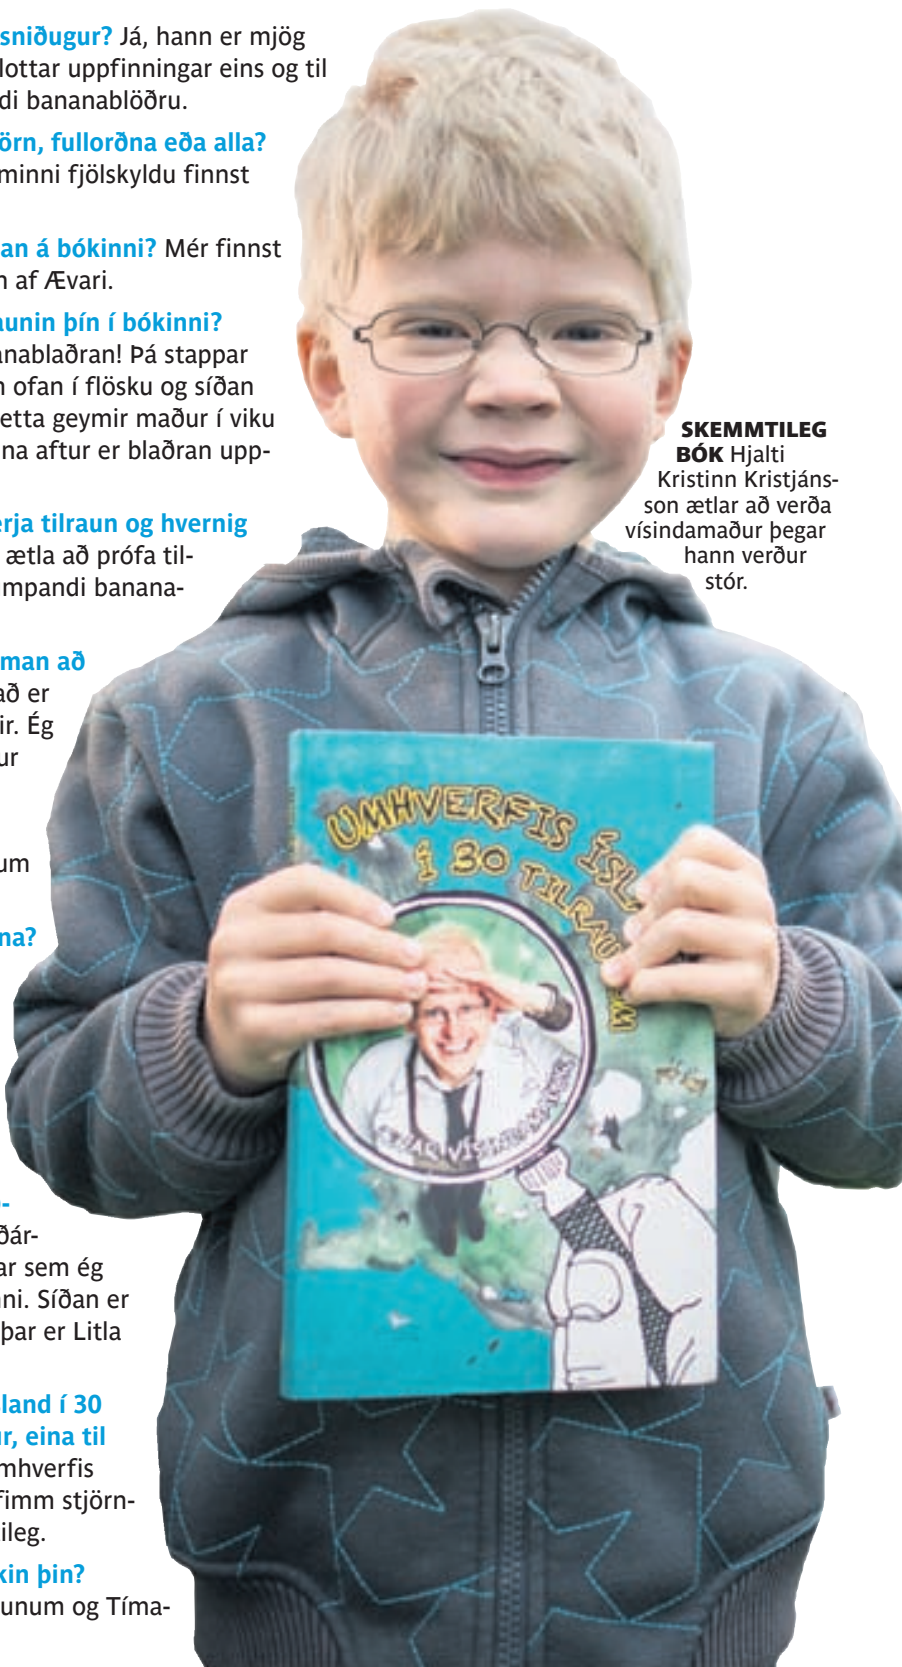 sniðugur? Já, hann er mjög
lottar uppfinningar eins og til
di bananablöðru.
örn, fullorðna eða alla?
minni fjölskyldu finnst
an á bókinni? Mér finnst
af Ævari.
aunin þín í bókinni?
anablaðran! Þá stappar
ofan í flösku og síðan
etta geymir maður í viku
na aftur er blaðran upp-
erja tilraun og hvernig
ætla að prófa til-
mpandi banana-
man að
að er
ir. Ég
ur
um
na?
ðár-
ar sem ég
ni. Síðan er
þar er Litla
land í 30
ur, eina til
mhverfis
fimm stjörn-
ileg.
kin þin?
unum og Tíma-
SKEMMTILEG
BÓK Hjalti
Kristinn Kristjáns-
son ætlar að verða
vísindamaður þegar
hann verður
stór.
UMHVERFIS ÍSL
Í 30 TILRAU
VÍSINDAMAÐUR